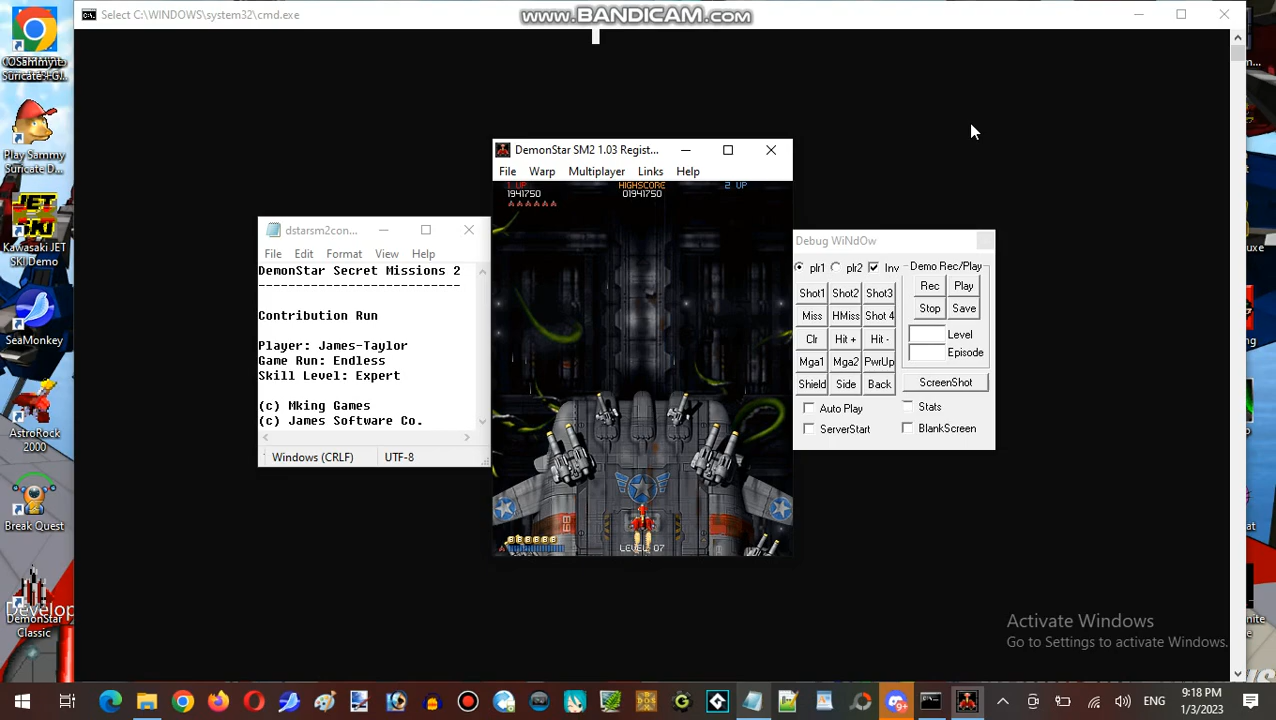 Select C:\WINDOWS\system32\cmd.exe
www.BANDICAM.com
Play Sammy
Suricate D...
Kawasaki JET
SKI Demo
SeaMonkey
AstroRock
2000
Break Quest
Develop
DemonStar
Classic
dstarsm2con...
File Edit Format View Help
DemonStar Secret Missions 2
---------------------------
Contribution Run
Player: James-Taylor
Game Run: Endless
Skill Level: Expert
(c) Mking Games
(c) James Software Co.
Windows (CRLF) UTF-8
DemonStar SM2 1.03 Regist...
File Warp Multiplayer Links Help
1 UP HIGHSCORE 2 UP
1941750 01941750
LEVEL 07
Debug WiNdOw
plr1 plr2 Inv Demo Rec/Play
Shot1 Shot2 Shot3 Rec Play
Miss HMiss Shot 4 Stop Save
Clr Hit + Hit - Level
Mga1 Mga2 PwrUp Episode
Shield Side Back ScreenShot
Auto Play Stats
ServerStart BlankScreen
Activate Windows
Go to Settings to activate Windows.
9+
ENG
9:18 PM
1/3/2023